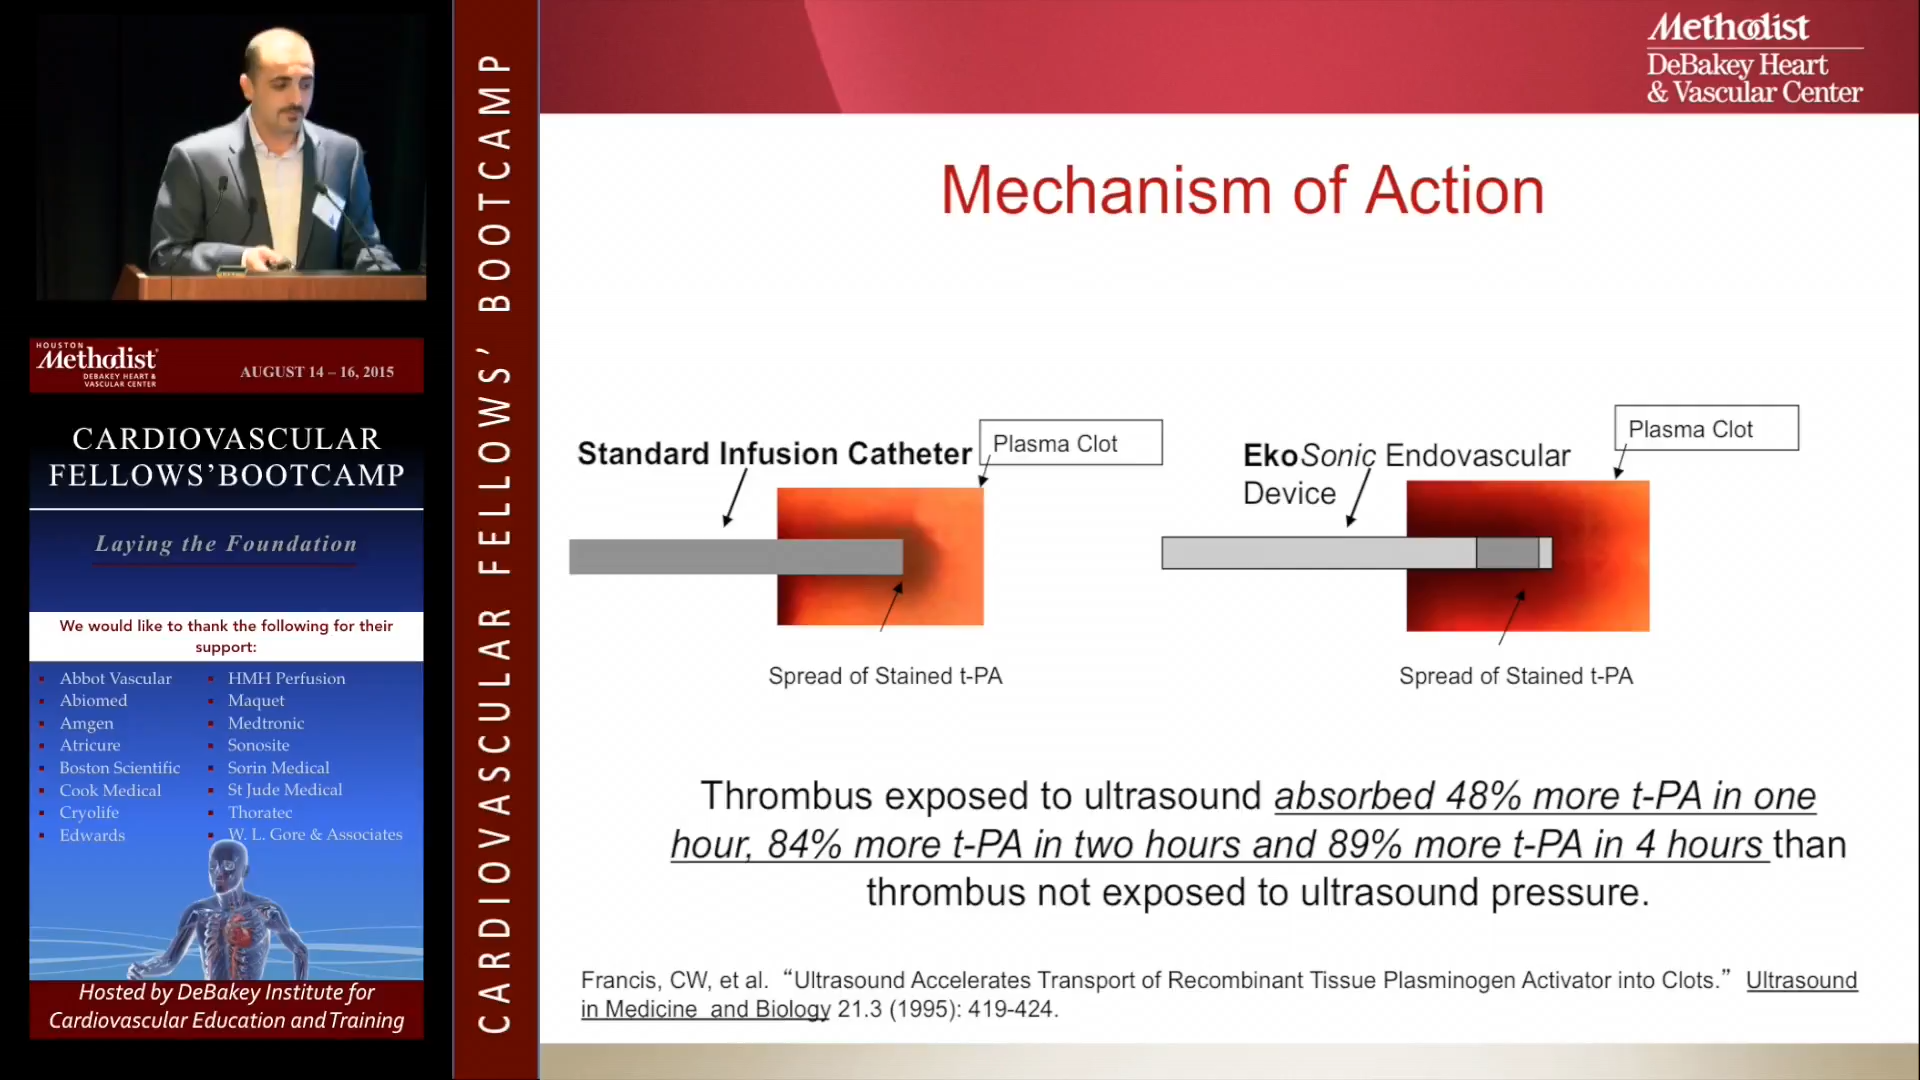 HOUSTON
Methodist
DEBAKEY HEART &
VASCULAR CENTER
AUGUST 14 – 16, 2015
CARDIOVASCULAR
FELLOWS’BOOTCAMP
Laying the Foundation
We would like to thank the following for their
support:
▪ Abbot Vascular
▪ Abiomed
▪ Amgen
▪ Atricure
▪ Boston Scientific
▪ Cook Medical
▪ Cryolife
▪ Edwards
▪ HMH Perfusion
▪ Maquet
▪ Medtronic
▪ Sonosite
▪ Sorin Medical
▪ St Jude Medical
▪ Thoratec
▪ W. L. Gore & Associates
Hosted by DeBakey Institute for
Cardiovascular Education and Training
CARDIOVASCULAR FELLOWS’ BOOTCAMP
Methodist
DeBakey Heart
& Vascular Center
Mechanism of Action
Standard Infusion Catheter
Plasma Clot
Spread of Stained t-PA
EkoSonic Endovascular
Device
Plasma Clot
Spread of Stained t-PA
Thrombus exposed to ultrasound absorbed 48% more t-PA in one
hour, 84% more t-PA in two hours and 89% more t-PA in 4 hours than
thrombus not exposed to ultrasound pressure.
Francis, CW, et al. “Ultrasound Accelerates Transport of Recombinant Tissue Plasminogen Activator into Clots.” Ultrasound
in Medicine and Biology 21.3 (1995): 419-424.